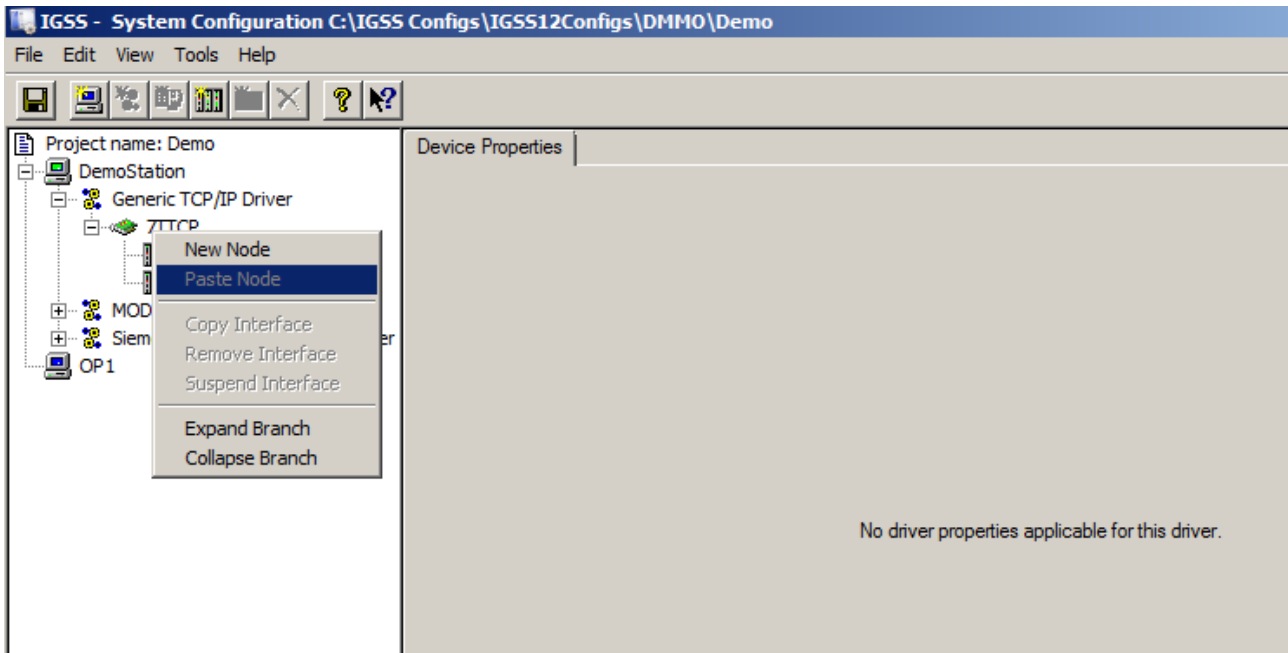 IGSS - System Configuration C:\IGSS Configs\IGSS12Configs\DMMO\Demo
File Edit View Tools Help
Project name: Demo
Device Properties
DemoStation
Generic TCP/IP Driver
7TTCP
New Node
Paste Node
MOD
Copy Interface
Siem
er
Remove Interface
OP1
Suspend Interface
Expand Branch
Collapse Branch
No driver properties applicable for this driver.